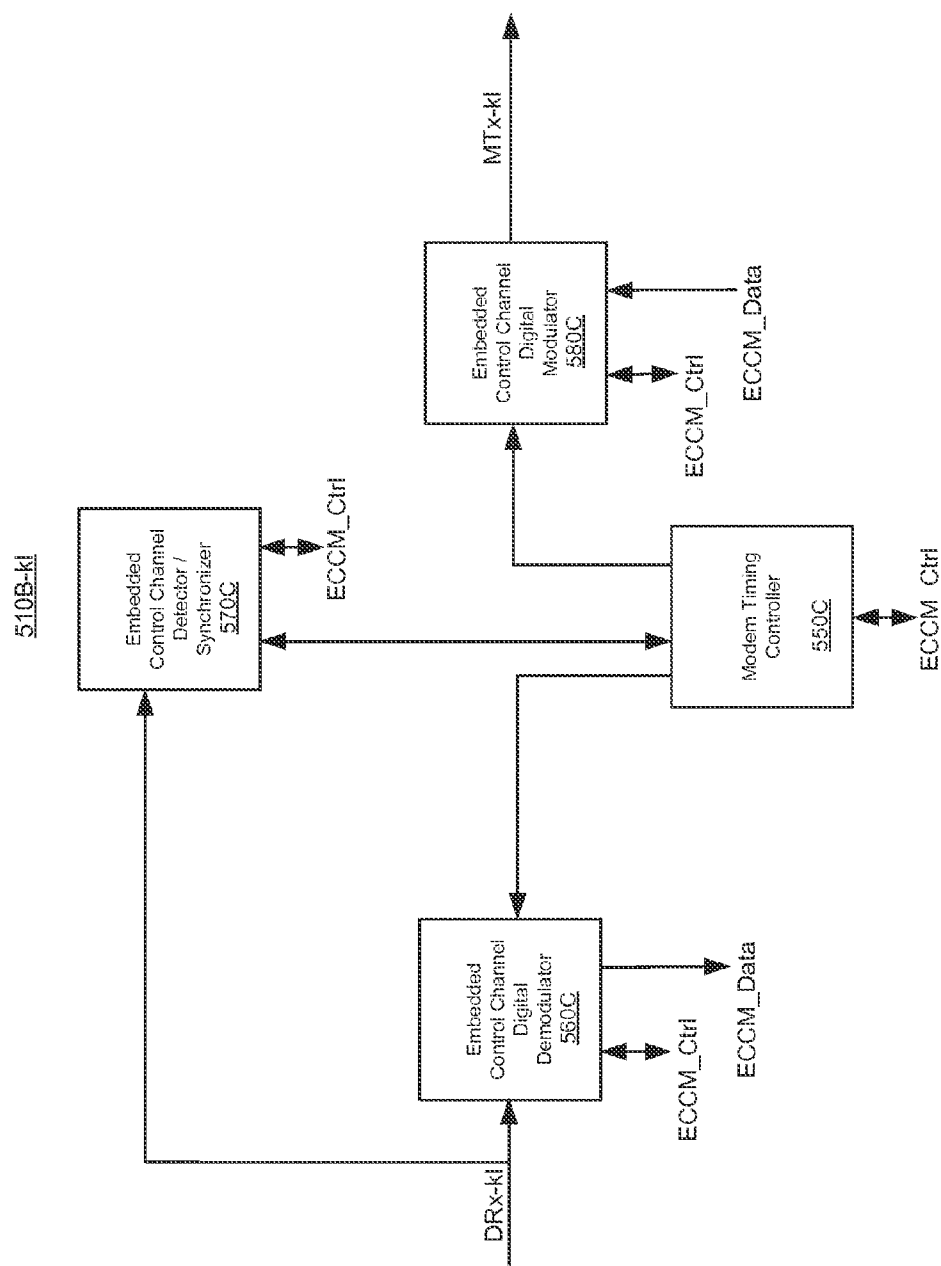 510B-kl
Embedded
Control Channel
Detector /
Synchronizer
570C
ECCM_Ctrl
DRx-kl
Embedded
Control Channel
Digital
Demodulator
560C
ECCM_Ctrl
ECCM_Data
Embedded
Control Channel
Digital
Modulator
580C
MTx-kl
ECCM_Ctrl
ECCM_Data
Modem Timing
Controller
550C
ECCM_Ctrl